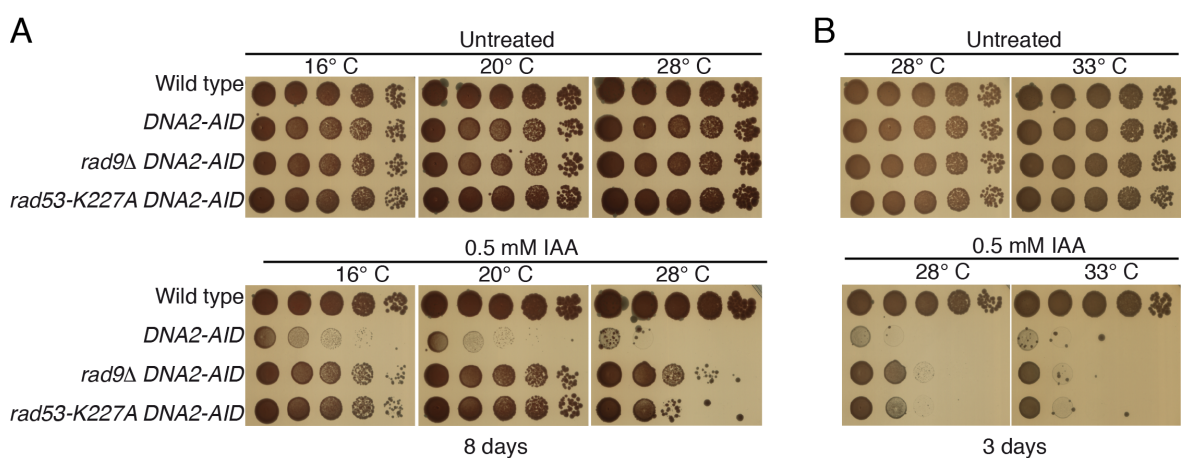 A
Untreated
16° C 20° C 28° C
Wild type
DNA2-AID
rad9Δ DNA2-AID
rad53-K227A DNA2-AID
0.5 mM IAA
16° C 20° C 28° C
Wild type
DNA2-AID
rad9Δ DNA2-AID
rad53-K227A DNA2-AID
8 days
B
Untreated
28° C 33° C
0.5 mM IAA
28° C 33° C
3 days